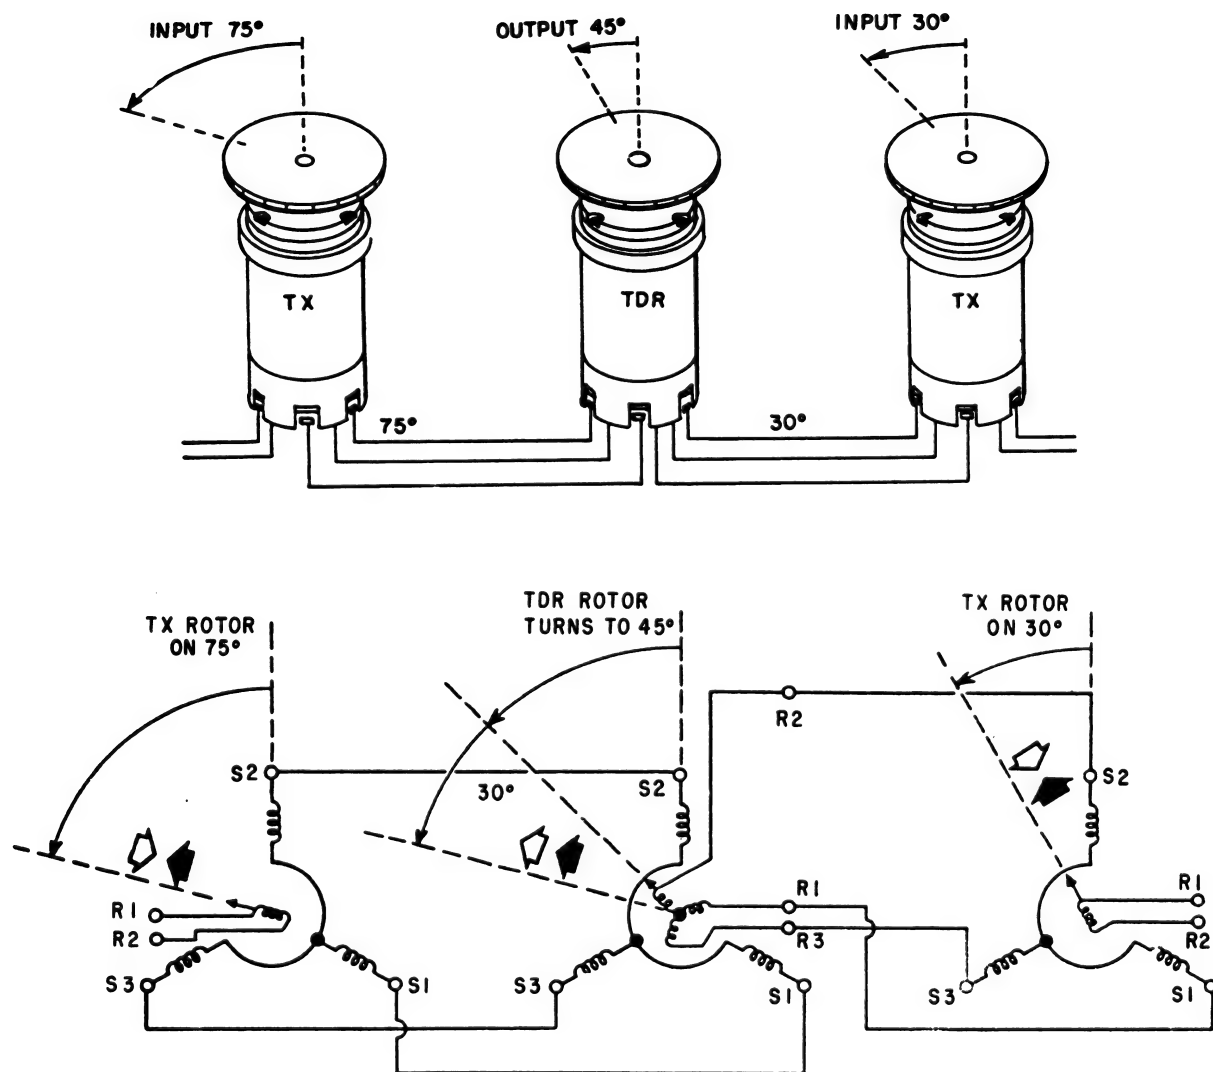 INPUT 75°
OUTPUT 45°
INPUT 30°
TX
TDR
TX
75°
30°
TX ROTOR
ON 75°
TDR ROTOR
TURNS TO 45°
TX ROTOR
ON 30°
R2
S2
30°
S2
S2
R1
R2
R1
R3
R1
R2
S3
S1
S3
S1
S3
S1